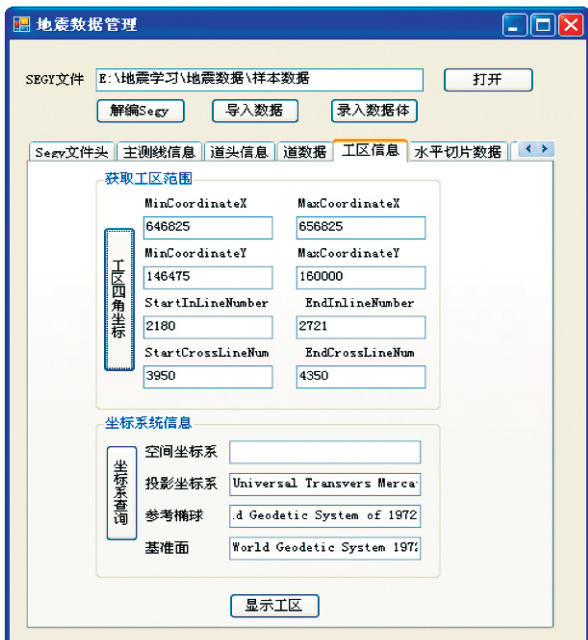 地震数据管理
SEGY文件 E:\地震学习\地震数据\样本数据 打开
解编Segy 导入数据 录入数据体
Segy文件头 主测线信息 道头信息 道数据 工区信息 水平切片数据
获取工区范围
MinCoordinateX MaxCoordinateX
646825 656825
MinCoordinateY MaxCoordinateY
146475 160000
工区四角坐标
StartInLineNumber EndInlineNumber
2180 2721
StartCrossLineNum EndCrossLineNum
3950 4350
坐标系统信息
坐标系查询
空间坐标系
投影坐标系 Universal Transvers Merca
参考椭球 .d Geodetic System of 1972
基准面 World Geodetic System 197
显示工区